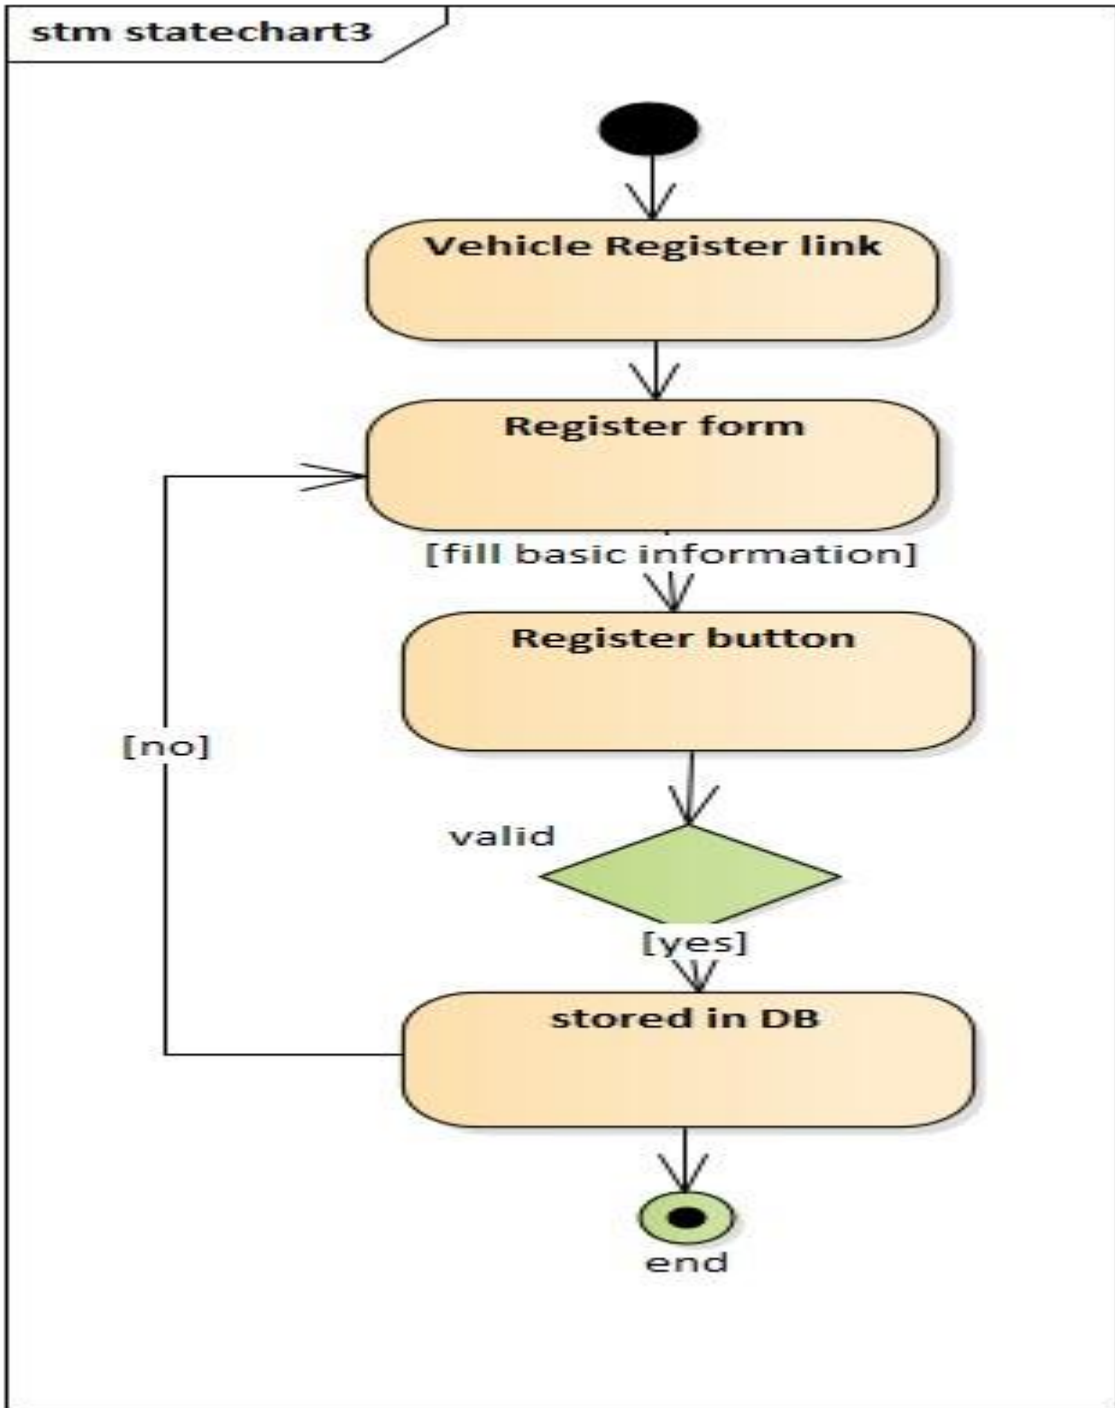 stm statechart3
Vehicle Register link
Register form
[fill basic information]
Register button
[no]
valid
[yes]
stored in DB
end